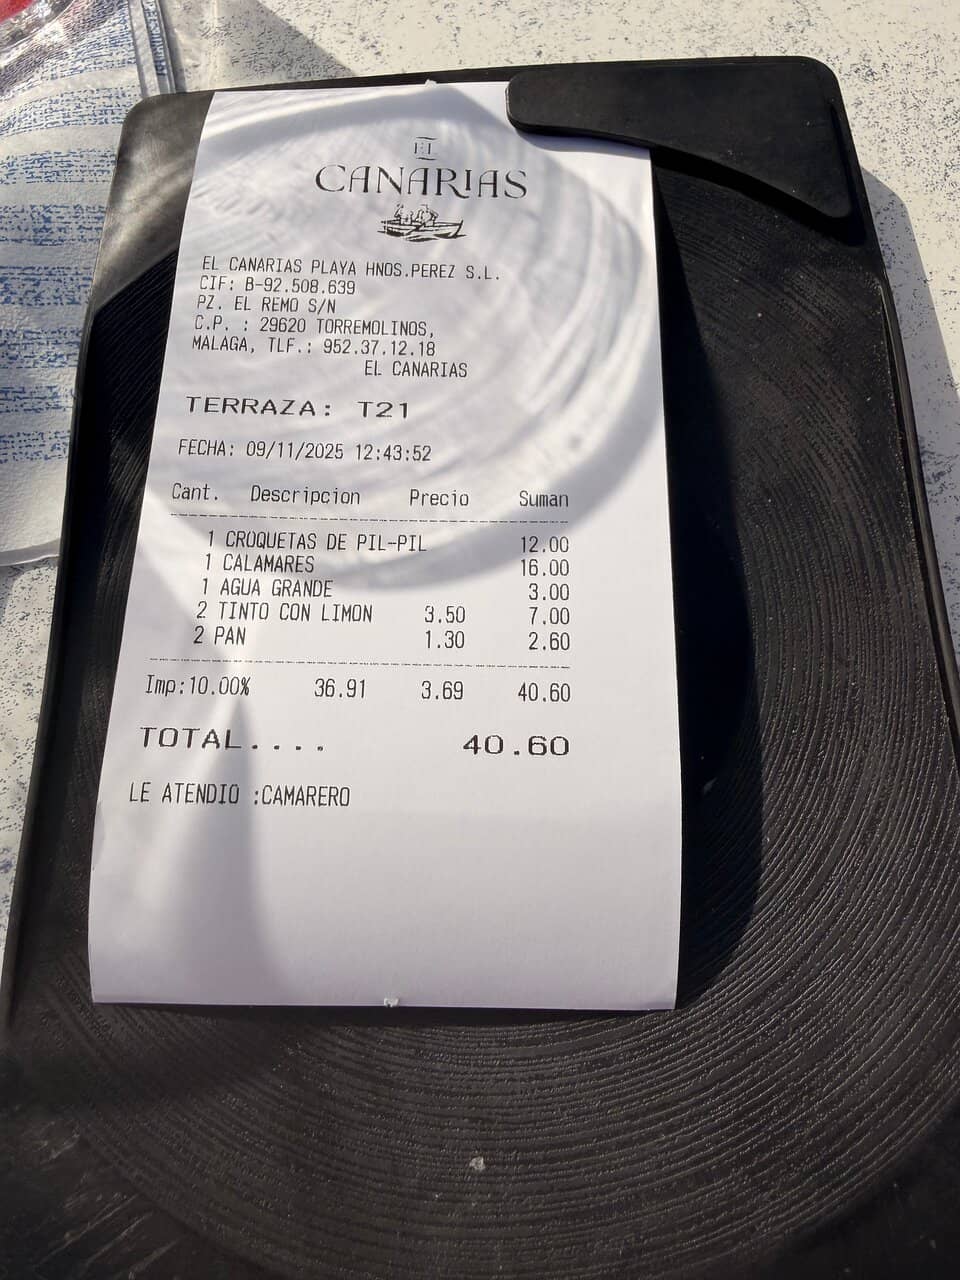 EL
CANARIAS
EL CANARIAS PLAYA HNOS.PEREZ S.L.
CIF: B-92.508.639
PZ. EL REMO S/N
C.P. : 29620 TORREMOLINOS,
MALAGA, TLF.: 952.37.12.18
EL CANARIAS
TERRAZA: T21
FECHA: 09/11/2025 12:43:52
Cant. Descripcion Precio Suman
1 CROQUETAS DE PIL-PIL 12.00
1 CALAMARES 16.00
1 AGUA GRANDE 3.00
2 TINTO CON LIMON 3.50 7.00
2 PAN 1.30 2.60
Imp:10.00% 36.91 3.69 40.60
TOTAL.... 40.60
LE ATENDIO :CAMARERO